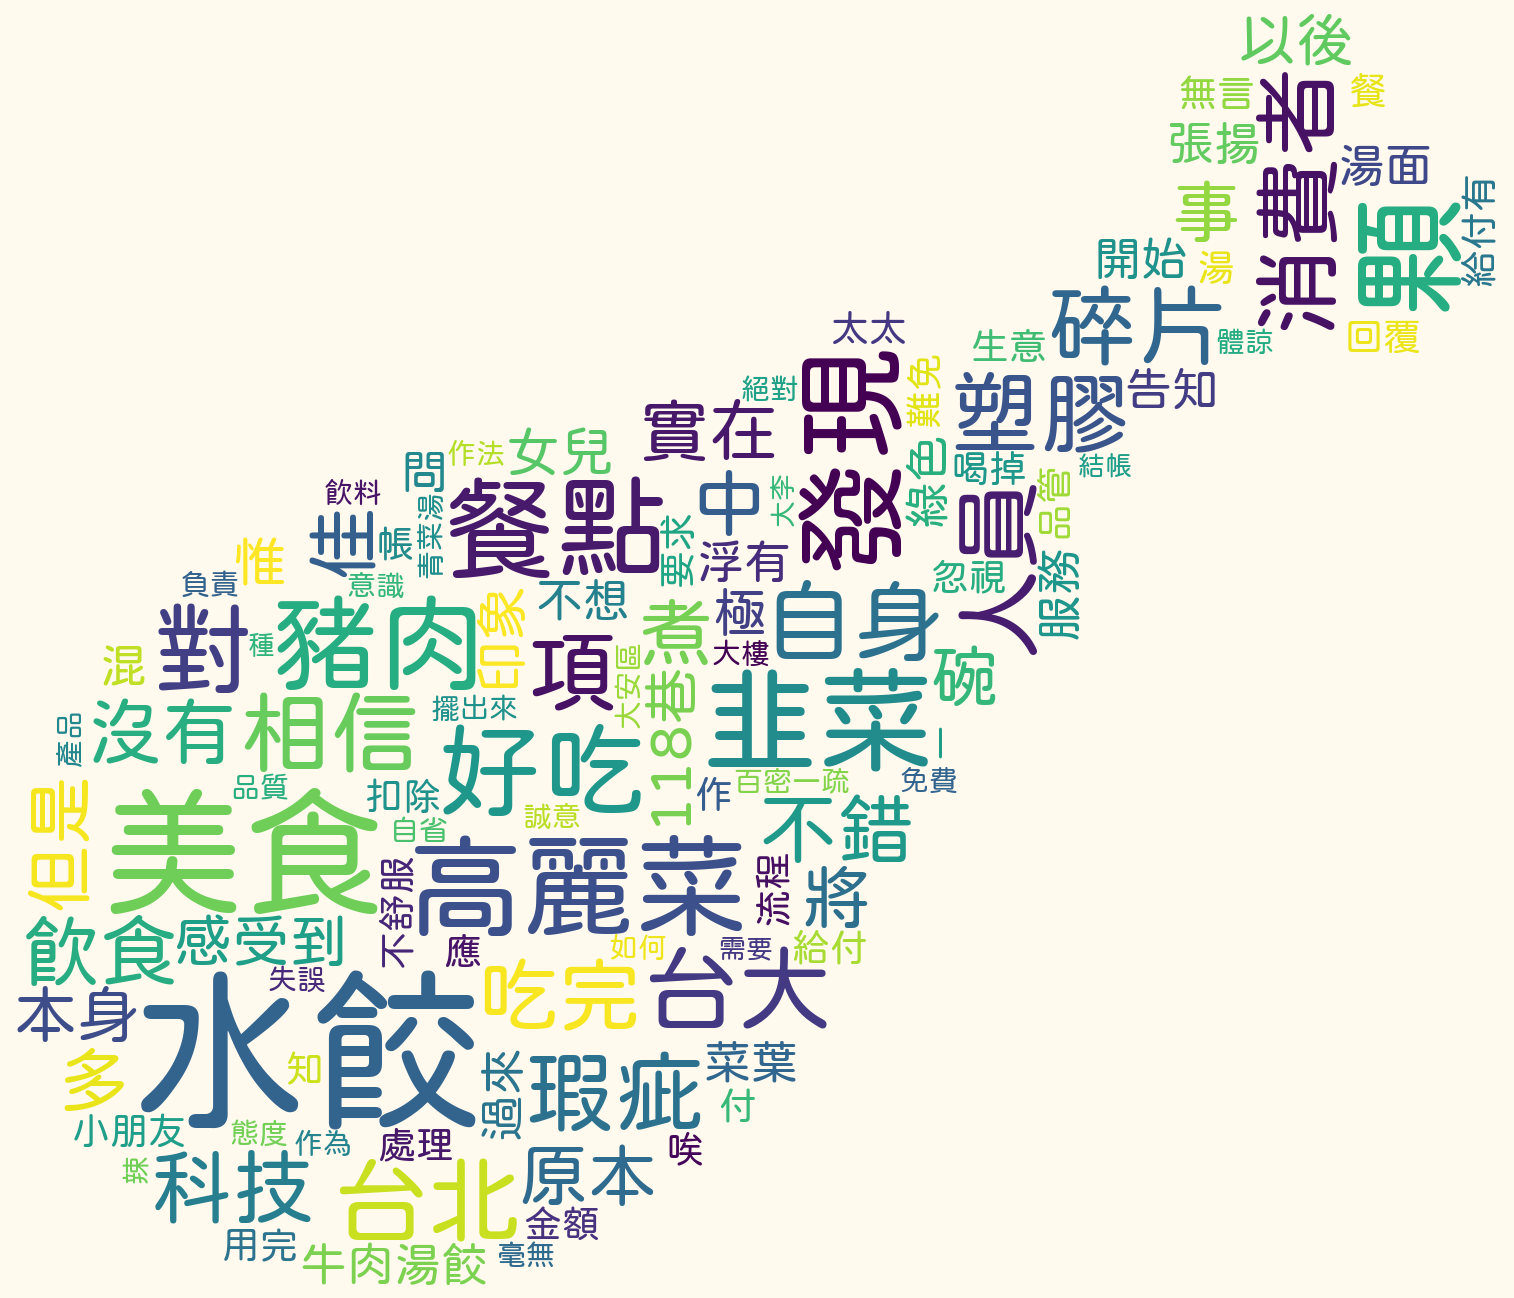 以後
無言
餐
張揚
消費者
湯面
事
顆
給付有
開始
湯
碎片
體諒
回覆
太太
生意
發現
難免
塑膠
告知
絕對
實在
女兒
作法
問
綠色
喝掉
結帳
飲料
餐點
中
大李
人員
品管
佳
帳
青菜湯
要求
浮有
惟
負責
意識
不想
忽視
服務
對
種
豬肉
印象
項
煮
極
自身
大樓
混
大安區
118巷
碗
擺出來
韭菜
一
產品
沒有
相信
好吃
品質
扣除
作
百密一疏
免費
但是
美食
誠意
自省
不錯
高麗菜
不舒服
流程
將
飲食
感受到
應
如何
需要
給付
失誤
本身
水餃
吃完
台大
多
知
過來
瑕疵
菜葉
付
小朋友
態度
作為
處理
唉
辣
科技
台北
原本
金額
用完
牛肉湯餃
毫無